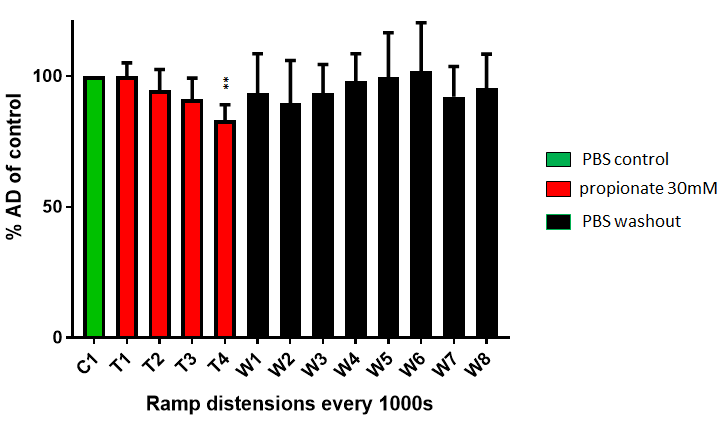 % AD of control
100
50
0
**
C1 T1 T2 T3 T4 W1 W2 W3 W4 W5 W6 W7 W8
Ramp distensions every 1000s
PBS control
propionate 30mM
PBS washout